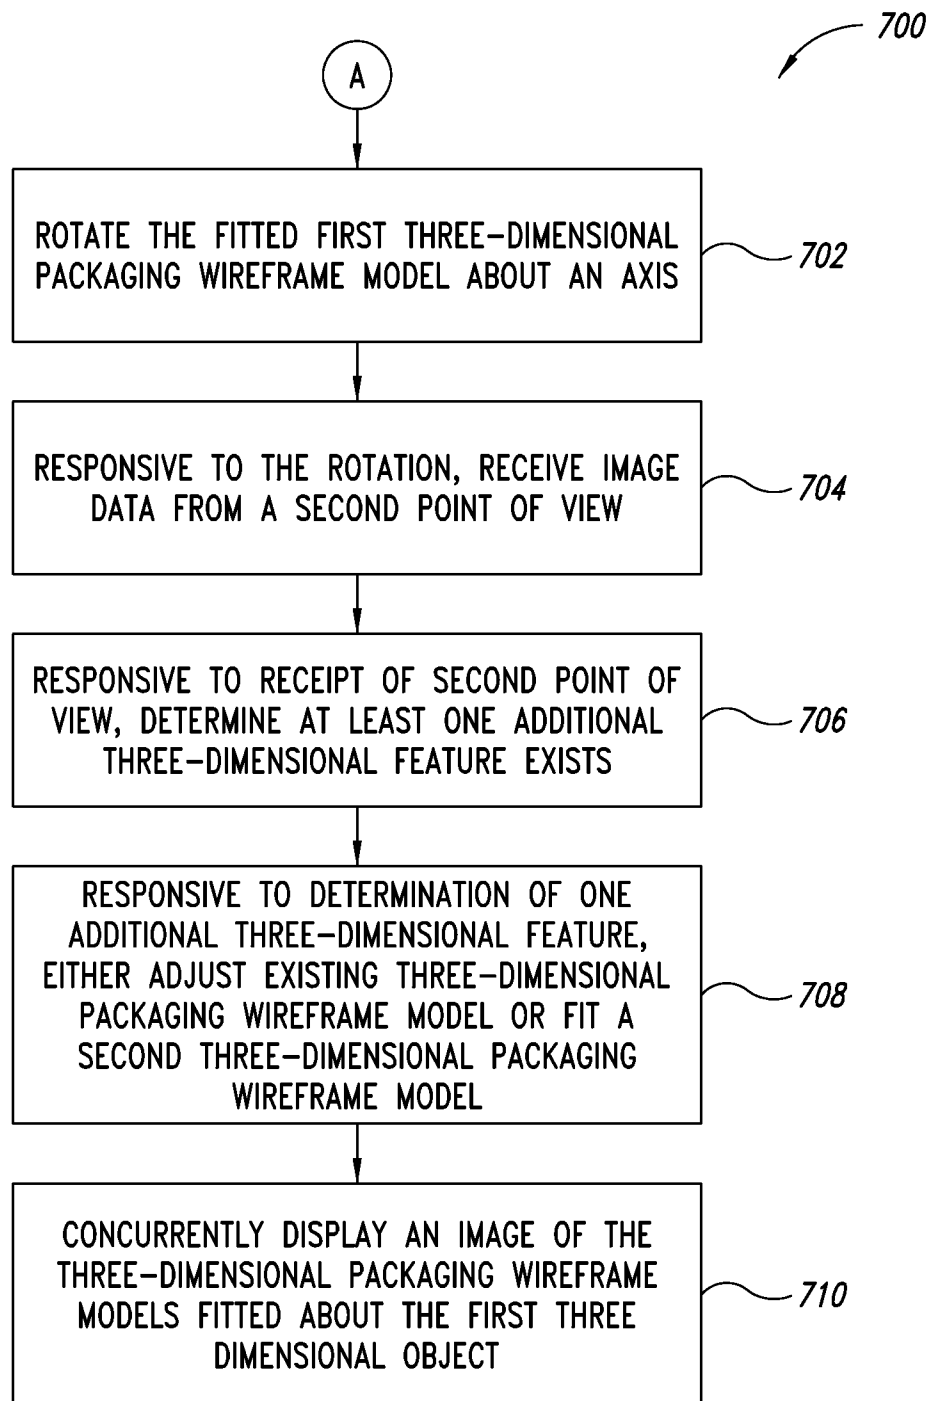 700
A
ROTATE THE FITTED FIRST THREE-DIMENSIONAL
PACKAGING WIREFRAME MODEL ABOUT AN AXIS
702
RESPONSIVE TO THE ROTATION, RECEIVE IMAGE
DATA FROM A SECOND POINT OF VIEW
704
RESPONSIVE TO RECEIPT OF SECOND POINT OF
VIEW, DETERMINE AT LEAST ONE ADDITIONAL
THREE-DIMENSIONAL FEATURE EXISTS
706
RESPONSIVE TO DETERMINATION OF ONE
ADDITIONAL THREE-DIMENSIONAL FEATURE,
EITHER ADJUST EXISTING THREE-DIMENSIONAL
PACKAGING WIREFRAME MODEL OR FIT A
SECOND THREE-DIMENSIONAL PACKAGING
WIREFRAME MODEL
708
CONCURRENTLY DISPLAY AN IMAGE OF THE
THREE-DIMENSIONAL PACKAGING WIREFRAME
MODELS FITTED ABOUT THE FIRST THREE
DIMENSIONAL OBJECT
710